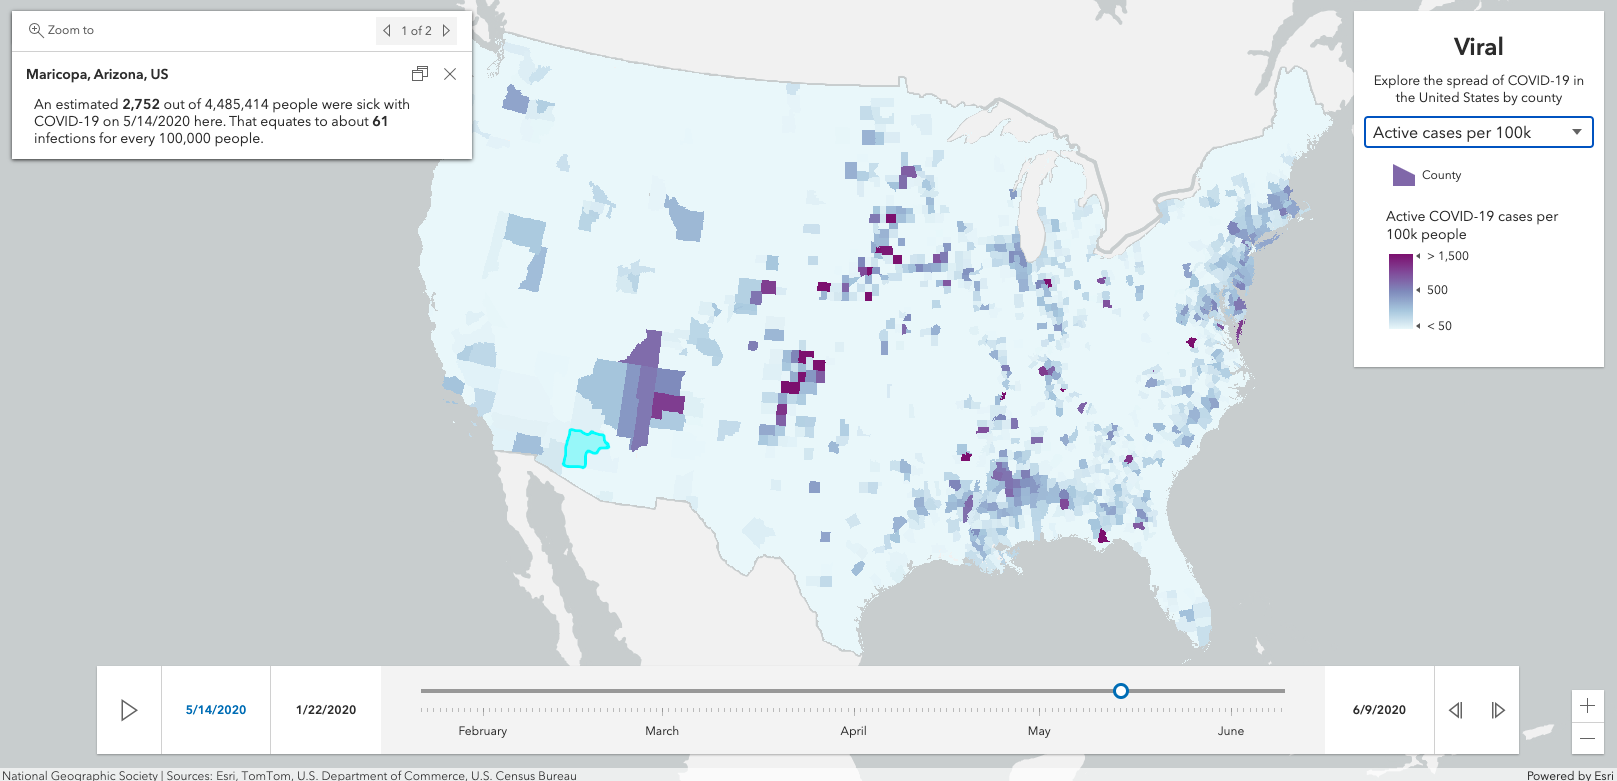 Zoom to
1 of 2
Maricopa, Arizona, US
An estimated 2,752 out of 4,485,414 people were sick with
COVID-19 on 5/14/2020 here. That equates to about 61
infections for every 100,000 people.
Viral
Explore the spread of COVID-19 in
the United States by county
Active cases per 100k
County
Active COVID-19 cases per
100k people
> 1,500
500
< 50
5/14/2020
1/22/2020
February
March
April
May
June
6/9/2020
National Geographic Society | Sources: Esri, TomTom, U.S. Department of Commerce, U.S. Census Bureau
Powered by Esri